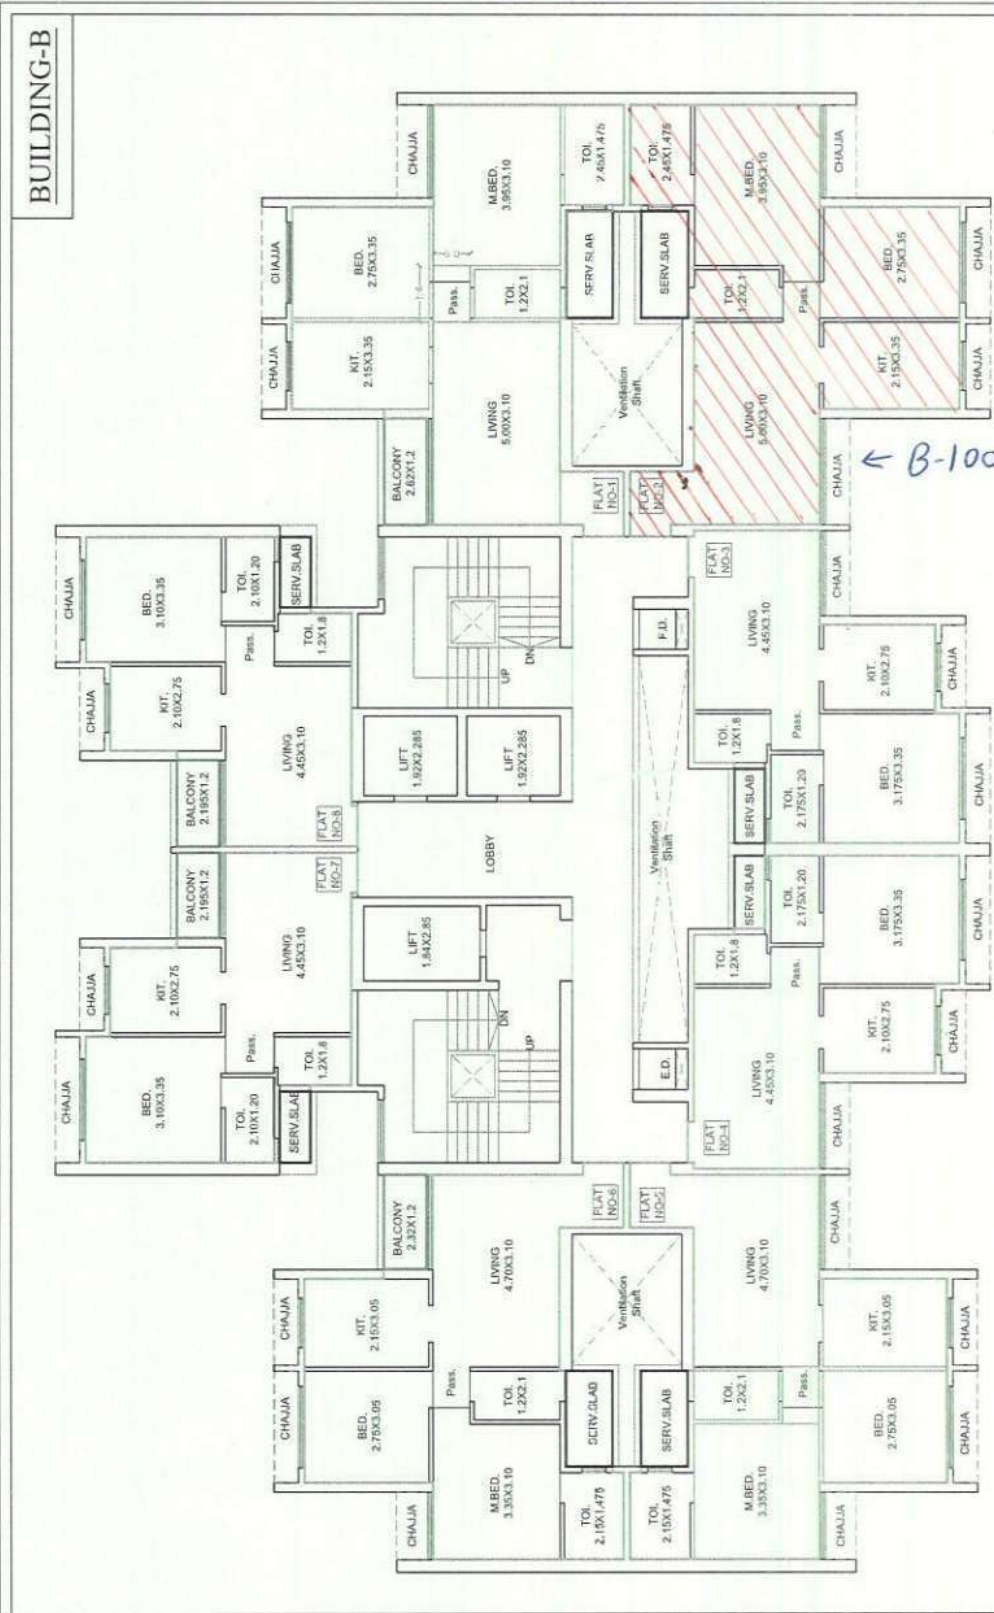 BUILDING-B
CHAJJA
BED.
3.10X3.35
TOI.
2.10X1.20
SERV.SLAB
CHAJJA
KIT.
2.10X2.75
Pass.
TOI.
1.2X1.8
BALCONY
2.195X1.2
LIVING
4.45X3.10
FLAT
NO-7
BALCONY
2.195X1.2
LIVING
4.45X3.10
FLAT
NO-8
CHAJJA
KIT.
2.10X2.75
CHAJJA
BED.
3.10X3.35
Pass.
TOI.
2.10X1.20
TOI.
1.2X1.8
SERV.SLAB
CHAJJA
M.BED.
3.35X3.10
TOI.
2.15X1.475
CHAJJA
BED.
2.75X3.05
CHAJJA
KIT.
2.15X3.05
Pass.
TOI.
1.2X2.1
SERV.SLAB
BALCONY
2.32X1.2
LIVING
4.70X3.10
FLAT
NO-6
Ventilation
Shaft
DN
UP
LIFT
1.84X2.85
LOBBY
LIFT
1.92X2.285
LIFT
1.92X2.285
UP
DN
BALCONY
2.62X1.2
LIVING
5.00X3.10
FLAT
NO-1
CHAJJA
KIT.
2.15X3.35
CHAJJA
BED.
2.75X3.35
Pass.
TOI.
1.2X2.1
CHAJJA
M.BED.
3.95X3.10
TOI.
2.45X1.475
SERV.SLAB
Ventilation
Shaft
TOI.
2.15X1.475
SERV.SLAB
M.BED.
3.35X3.10
CHAJJA
TOI.
1.2X2.1
Pass.
BED.
2.75X3.05
CHAJJA
KIT.
2.15X3.05
CHAJJA
FLAT
NO-5
LIVING
4.70X3.10
CHAJJA
E.D.
Ventilation
Shaft
F.D.
FLAT
NO-4
LIVING
4.45X3.10
CHAJJA
TOI.
1.2X1.8
SERV.SLAB
Pass.
TOI.
2.175X1.20
KIT.
2.10X2.75
CHAJJA
BED.
3.175X3.35
CHAJJA
SERV.SLAB
TOI.
2.175X1.20
TOI.
1.2X1.8
Pass.
BED.
3.175X3.35
CHAJJA
KIT.
2.10X2.75
CHAJJA
FLAT
NO-3
LIVING
4.45X3.10
CHAJJA
FLAT
NO-2
LIVING
5.00X3.10
CHAJJA
SERV.SLAB
TOI.
1.2X2.1
Pass.
TOI.
2.45X1.475
M.BED.
3.95X3.10
CHAJJA
KIT.
2.15X3.35
CHAJJA
BED.
2.75X3.35
CHAJJA
← B-100